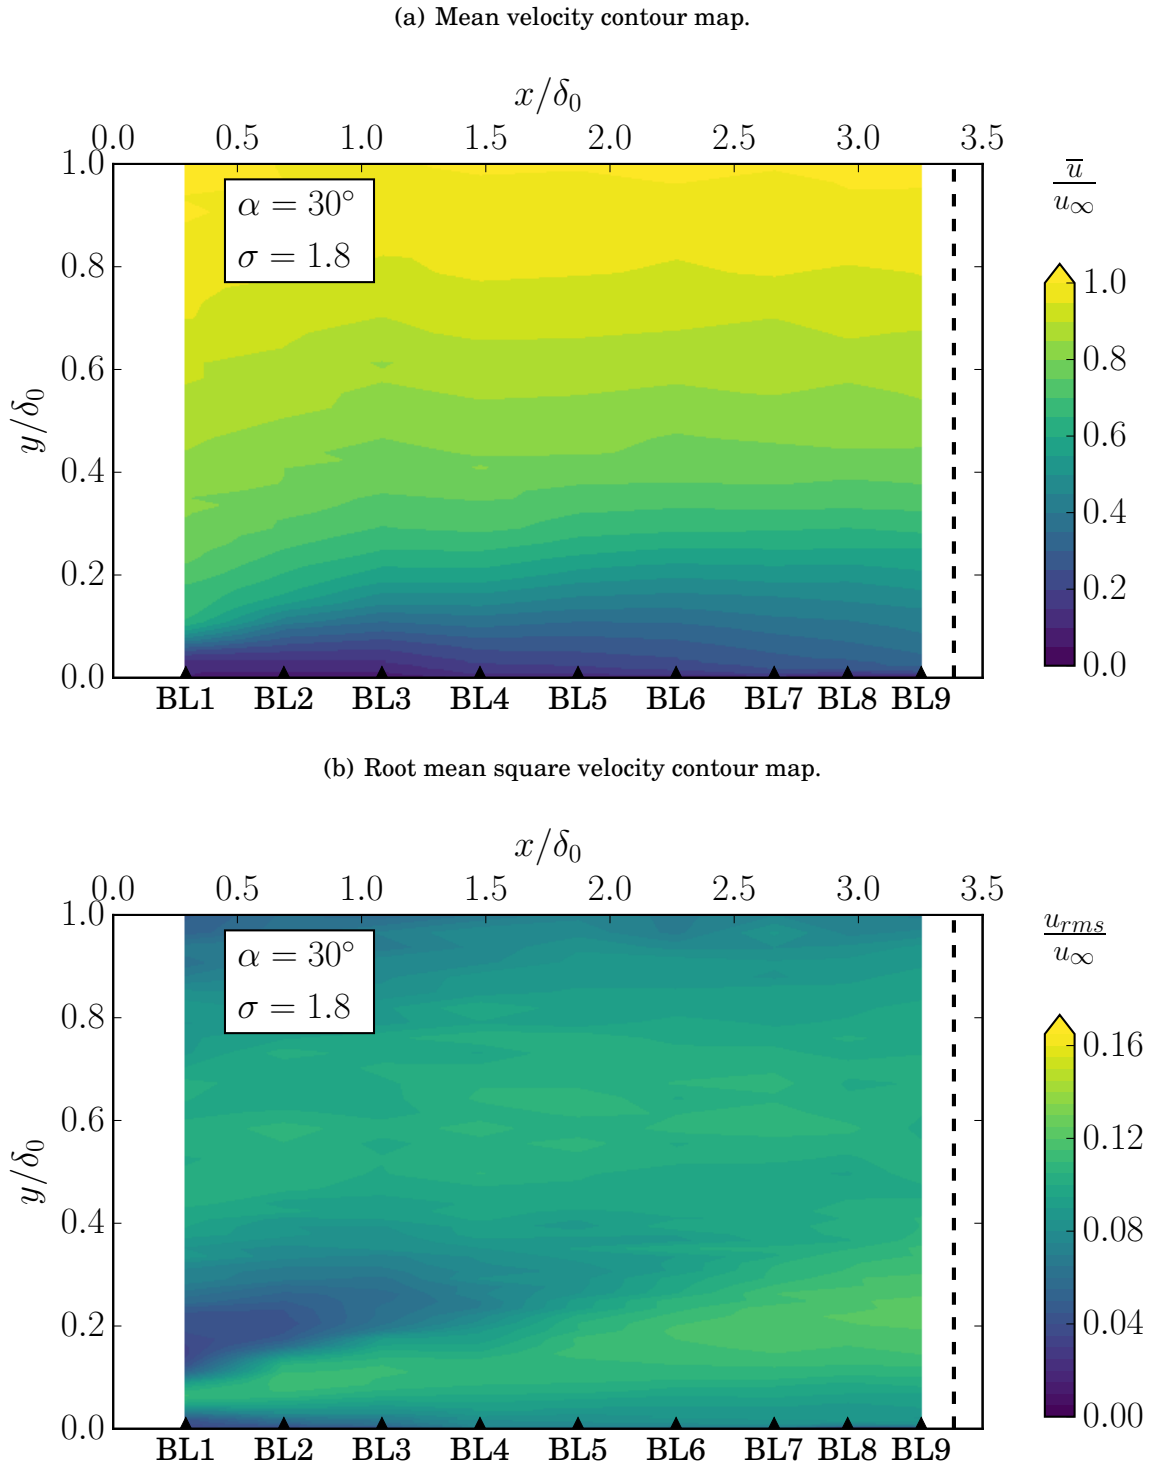 (a) Mean velocity contour map.
x/δ₀
0.0 0.5 1.0 1.5 2.0 2.5 3.0 3.5
1.0
0.8
0.6
0.4
0.2
0.0
y/δ₀
α = 30°
σ = 1.8
BL1 BL2 BL3 BL4 BL5 BL6 BL7 BL8 BL9
u̅
u∞
1.0
0.8
0.6
0.4
0.2
0.0
(b) Root mean square velocity contour map.
x/δ₀
0.0 0.5 1.0 1.5 2.0 2.5 3.0 3.5
1.0
0.8
0.6
0.4
0.2
0.0
y/δ₀
α = 30°
σ = 1.8
BL1 BL2 BL3 BL4 BL5 BL6 BL7 BL8 BL9
u_rms
u∞
0.16
0.12
0.08
0.04
0.00